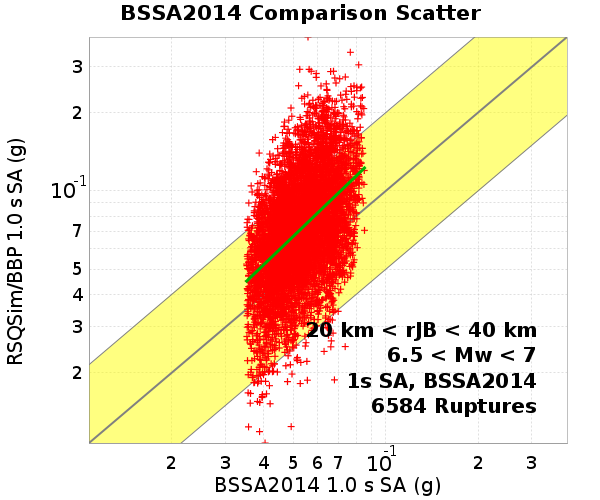 BSSA2014 Comparison Scatter
RSQSim/BBP 1.0 s SA (g)
3
2
10⁻¹
7
5
4
3
2
20 km < rJB < 40 km
6.5 < Mw < 7
1s SA, BSSA2014
6584 Ruptures
2 3 4 5 6 7 10⁻¹ 2 3
BSSA2014 1.0 s SA (g)